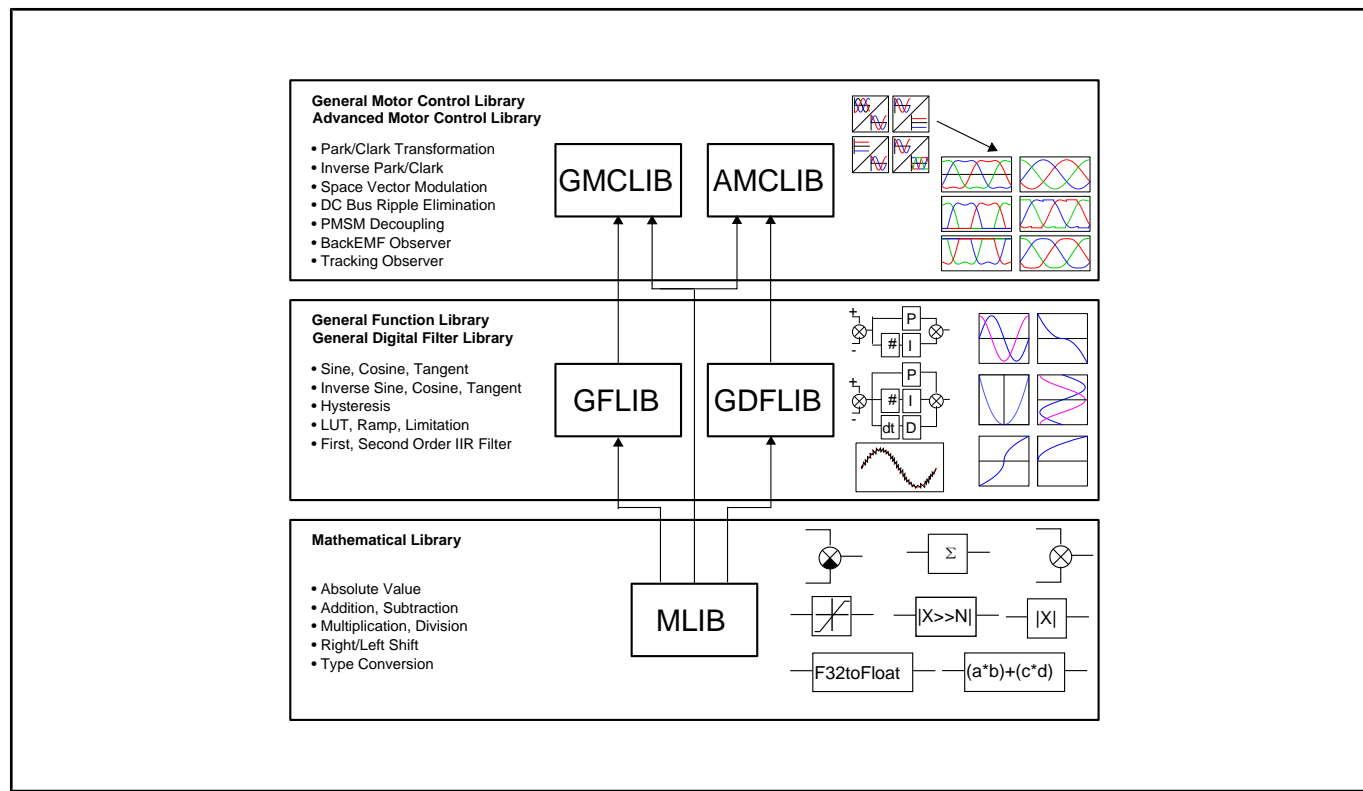 General Motor Control Library
Advanced Motor Control Library
• Park/Clark Transformation
• Inverse Park/Clark
• Space Vector Modulation
• DC Bus Ripple Elimination
• PMSM Decoupling
• BackEMF Observer
• Tracking Observer
GMCLIB
AMCLIB
General Function Library
General Digital Filter Library
• Sine, Cosine, Tangent
• Inverse Sine, Cosine, Tangent
• Hysteresis
• LUT, Ramp, Limitation
• First, Second Order IIR Filter
GFLIB
GDFLIB
+
P
-
# I
+
P
# I
-
dt D
Mathematical Library
• Absolute Value
• Addition, Subtraction
• Multiplication, Division
• Right/Left Shift
• Type Conversion
MLIB
Σ
|X>>N|
|X|
F32toFloat
(a*b)+(c*d)